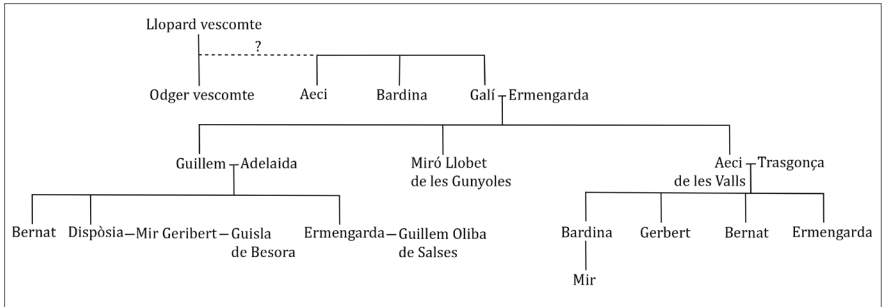 Llopard vescomte
?
Odger vescomte Aeci Bardina Galí Ermengarda
Guillem Adelaida Miró Llobet Aeci Trasgonça
de les Gunyoles de les Valls
Bernat Dispòsia Mir Geribert Guisla Ermengarda Guillem Oliba Bardina Gerbert Bernat Ermengarda
de Besora de Salses
Mir